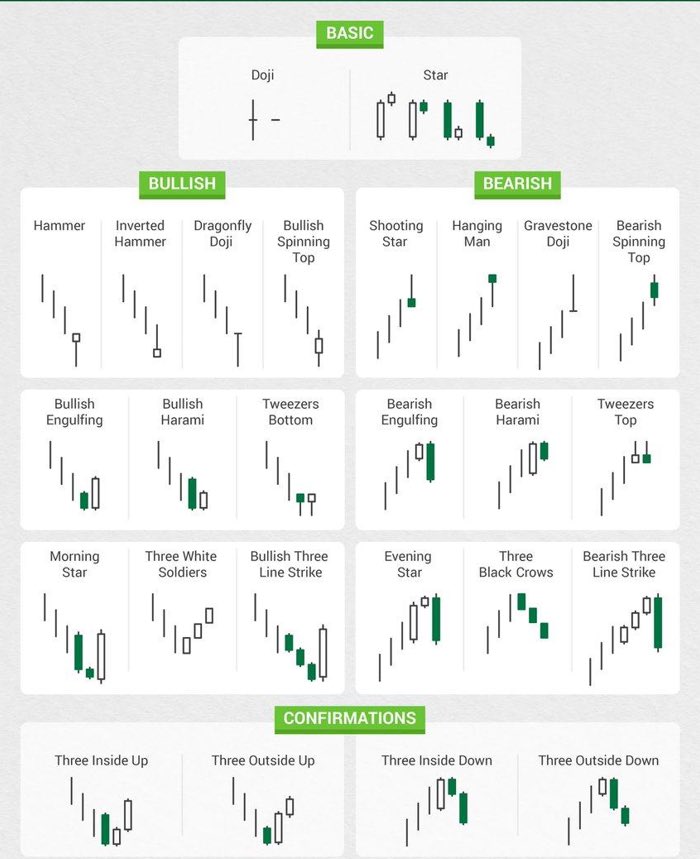 BASIC
Doji
Star
BULLISH
BEARISH
Hammer
Inverted
Hammer
Dragonfly
Doji
Bullish
Spinning
Top
Shooting
Star
Hanging
Man
Gravestone
Doji
Bearish
Spinning
Top
Bullish
Engulfing
Bullish
Harami
Tweezers
Bottom
Bearish
Engulfing
Bearish
Harami
Tweezers
Top
Morning
Star
Three White
Soldiers
Bullish Three
Line Strike
Evening
Star
Three
Black Crows
Bearish Three
Line Strike
CONFIRMATIONS
Three Inside Up
Three Outside Up
Three Inside Down
Three Outside Down